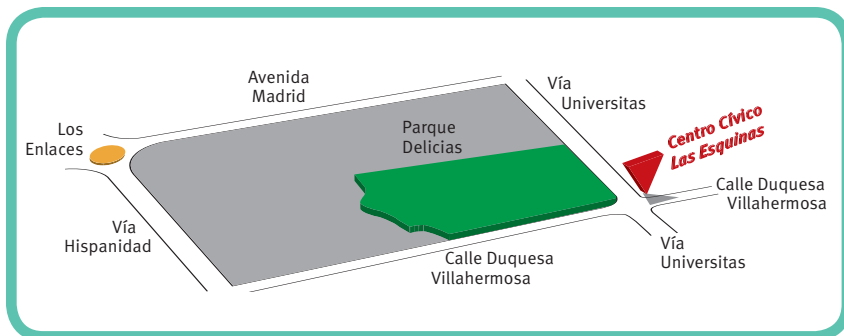 Avenida
Madrid
Vía
Universitas
Los
Enlaces
Parque
Delicias
Centro Cívico
Las Esquinas
Calle Duquesa
Villahermosa
Vía
Hispanidad
Calle Duquesa
Villahermosa
Vía
Universitas